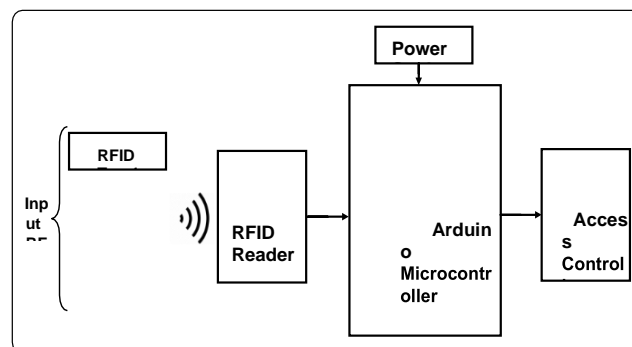 Power
RFID
Inp
ut
RFID
Reader
Arduin
o
Microcontr
oller
Acces
s
Control